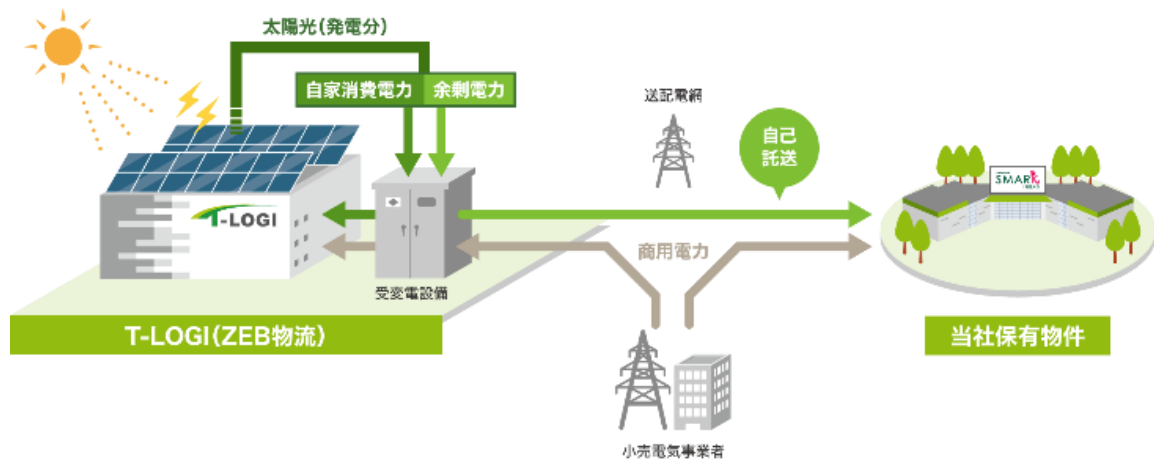 太陽光(発電分)
自家消費電力 余剰電力
送配電網
自己
託送
SMARK
T-LOGI
商用電力
受変電設備
T-LOGI(ZEB物流)
当社保有物件
小売電気事業者